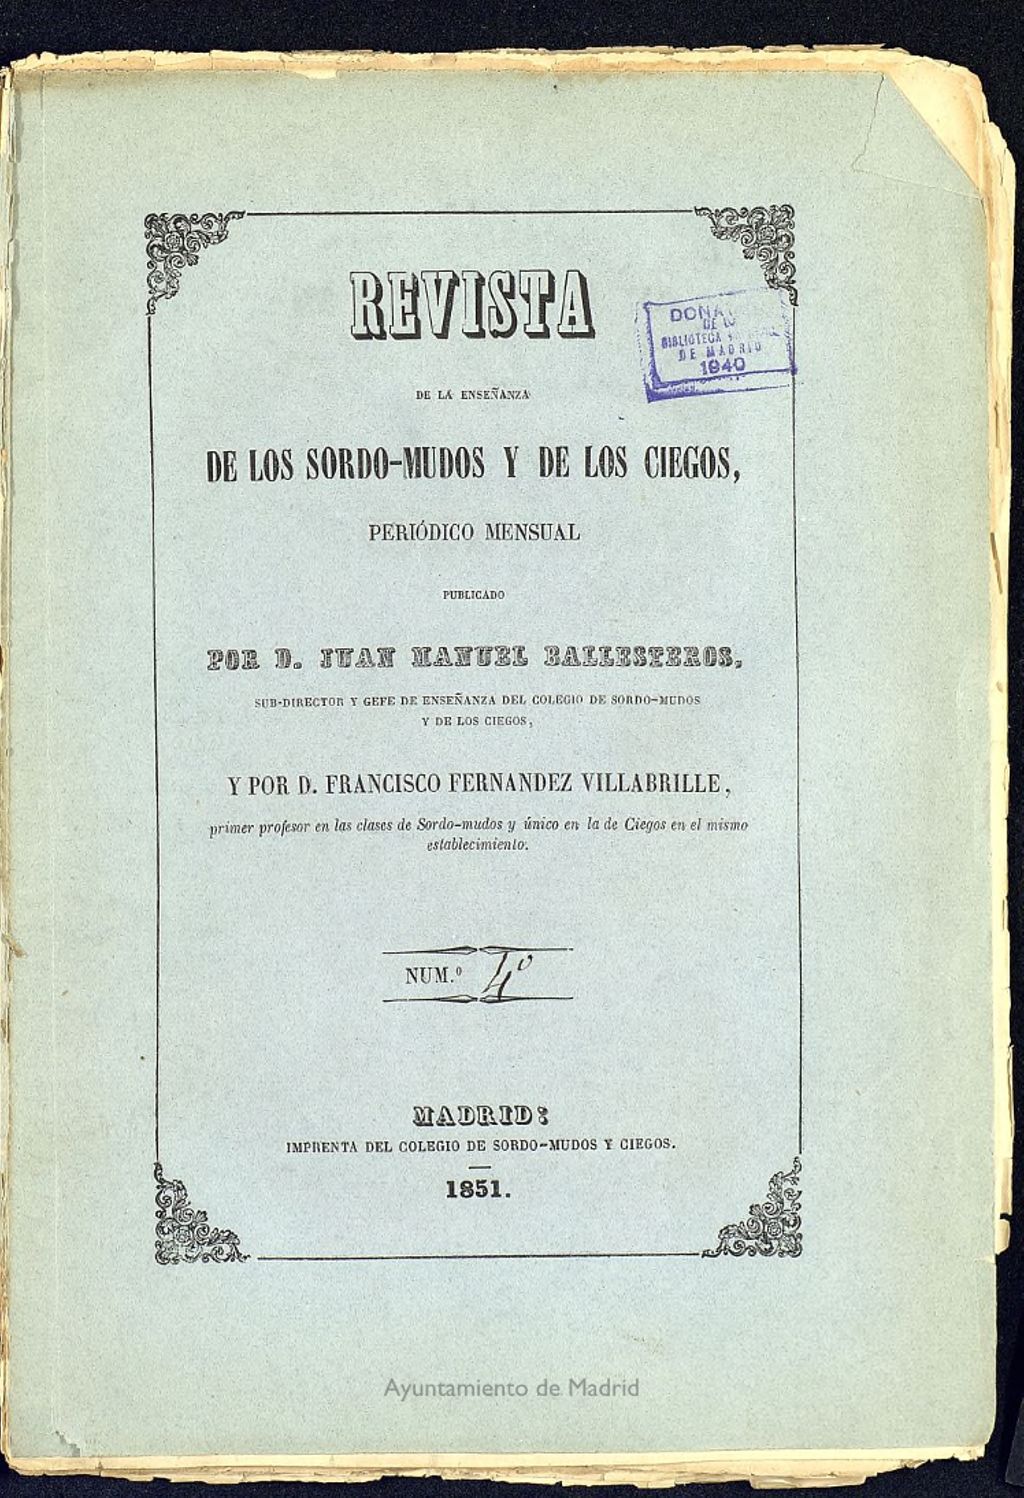 REVISTA
DE LA ENSEÑANZA
DE LOS SORDO-MUDOS Y DE LOS CIEGOS,
PERIÓDICO MENSUAL
PUBLICADO
POR D. JUAN MANUEL BALLESTEROS,
SUB-DIRECTOR Y GEFE DE ENSEÑANZA DEL COLEGIO DE SORDO-MUDOS
Y DE LOS CIEGOS,
Y POR D. FRANCISCO FERNANDEZ VILLABRILLE,
primer profesor en las clases de Sordo-mudos y único en la de Ciegos en el mismo
establecimiento.
NUM.º 4º
MADRID:
IMPRENTA DEL COLEGIO DE SORDO-MUDOS Y CIEGOS.
1851.
BIBLIOTECA
DE MADRID
1940
Ayuntamiento de Madrid